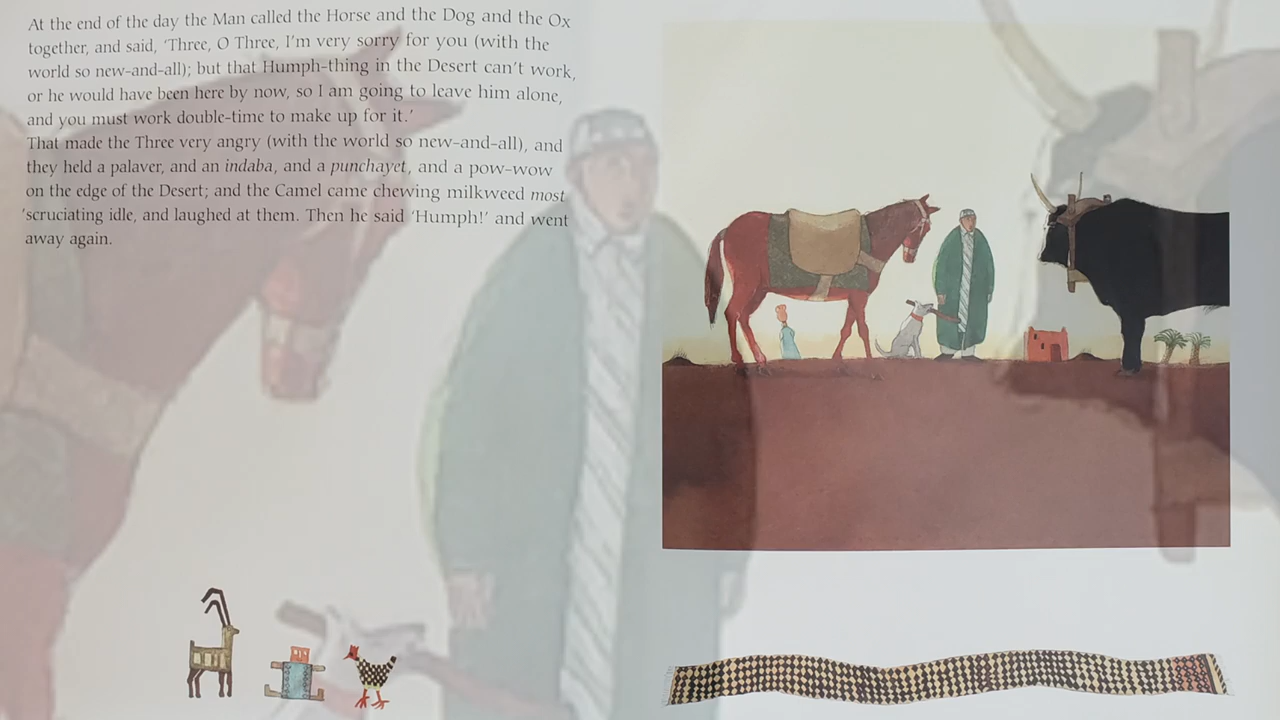 At the end of the day the Man called the Horse and the Dog and the Ox
together, and said, ‘Three, O Three, I’m very sorry for you (with the
world so new-and-all); but that Humph-thing in the Desert can’t work,
or he would have been here by now, so I am going to leave him alone,
and you must work double-time to make up for it.’
That made the Three very angry (with the world so new-and-all), and
they held a palaver, and an indaba, and a punchayet, and a pow-wow
on the edge of the Desert; and the Camel came chewing milkweed most
’scruciating idle, and laughed at them. Then he said ‘Humph!’ and went
away again.